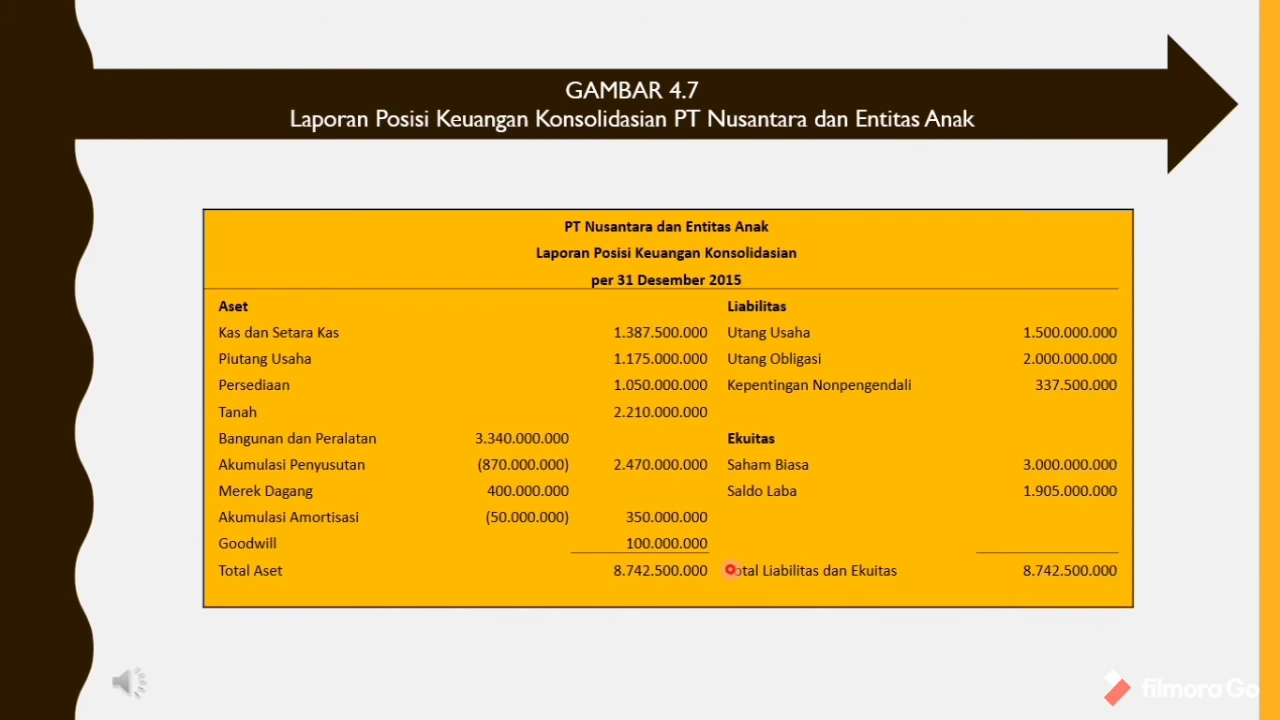 GAMBAR 4.7
Laporan Posisi Keuangan Konsolidasian PT Nusantara dan Entitas Anak
PT Nusantara dan Entitas Anak
Laporan Posisi Keuangan Konsolidasian
per 31 Desember 2015
Aset Liabilitas
Kas dan Setara Kas 1.387.500.000 Utang Usaha 1.500.000.000
Piutang Usaha 1.175.000.000 Utang Obligasi 2.000.000.000
Persediaan 1.050.000.000 Kepentingan Nonpengendali 337.500.000
Tanah 2.210.000.000
Bangunan dan Peralatan 3.340.000.000 Ekuitas
Akumulasi Penyusutan (870.000.000) 2.470.000.000 Saham Biasa 3.000.000.000
Merek Dagang 400.000.000 Saldo Laba 1.905.000.000
Akumulasi Amortisasi (50.000.000) 350.000.000
Goodwill 100.000.000
Total Aset 8.742.500.000 Total Liabilitas dan Ekuitas 8.742.500.000
filmoraGo